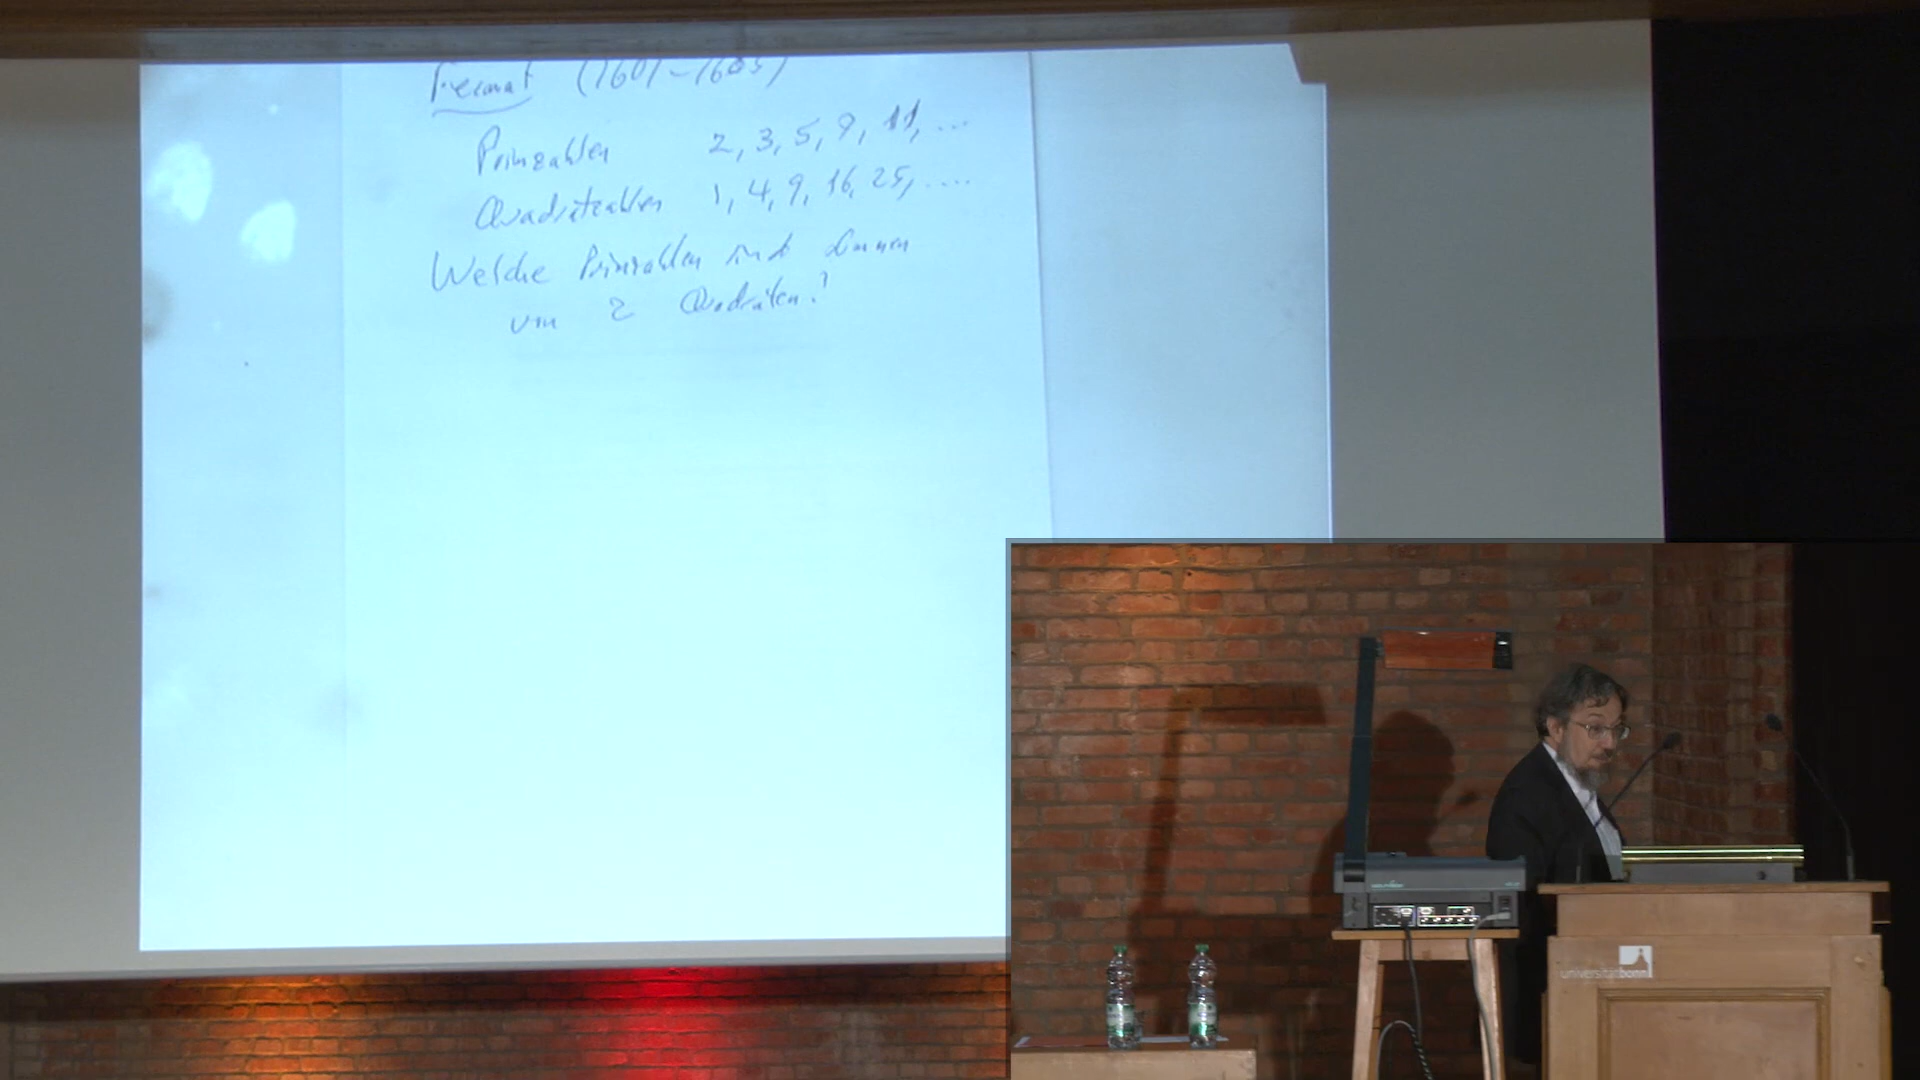 Fermat (1601-1665)
Primzahlen 2, 3, 5, 7, 11, ...
Quadratzahlen 1, 4, 9, 16, 25, ....
Welche Primzahlen sind Summen
von 2 Quadraten?
universitätbonn